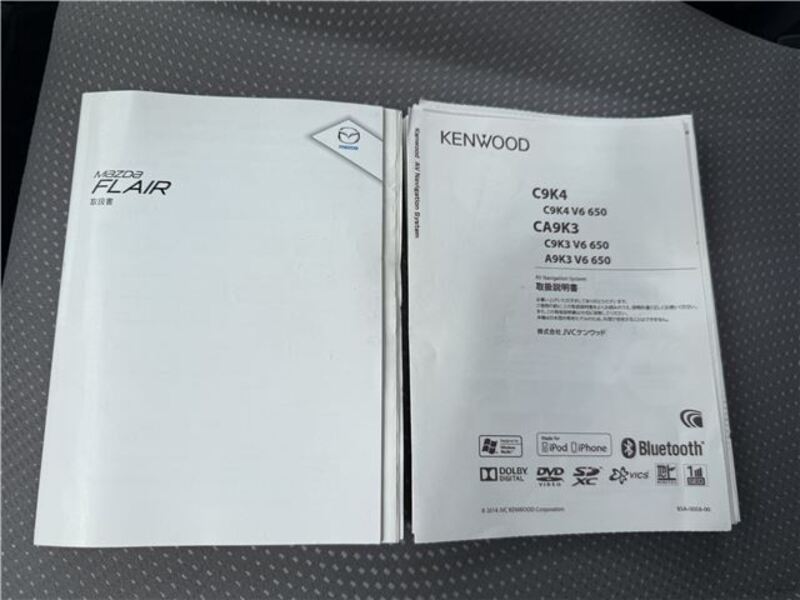 mazda
mazda
FLAIR
取扱書
Kenwood AV Navigation System
KENWOOD
C9K4
C9K4 V6 650
CA9K3
C9K3 V6 650
A9K3 V6 650
AV Navigation System
取扱説明書
株式会社 JVCケンウッド
Made for
iPod iPhone
Bluetooth
DOLBY
DIGITAL
DVD
VIDEO
SD
XC
VICS
1
SEG
© 2014 JVC KENWOOD Corporation